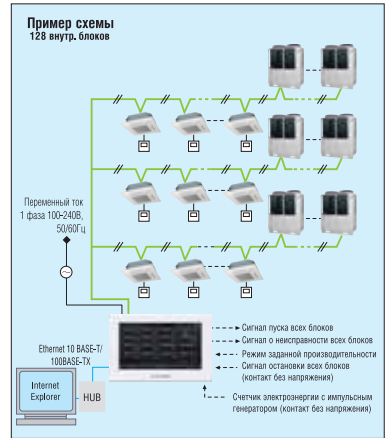 Пример схемы
128 внутр. блоков
Переменный ток
1 фаза 100-240В,
50/60Гц
Ethernet 10 BASE-T/
100BASE-TX
Internet
Explorer
HUB
Сигнал пуска всех блоков
Сигнал о неисправности всех блоков
Режим заданной производительности
Сигнал остановки всех блоков
(контакт без напряжения)
Счетчик электроэнергии с импульсным
генератором (контакт без напряжения)